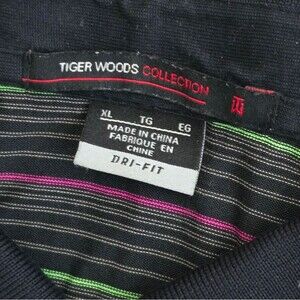 TIGER WOODS COLLECTION
XL TG EG
MADE IN CHINA
FABRIQUE EN
CHINE
DRI-FIT